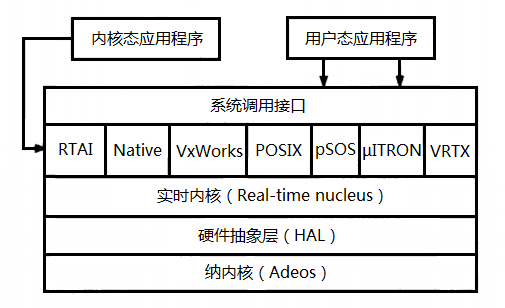 内核态应用程序
用户态应用程序
系统调用接口
RTAI Native VxWorks POSIX pSOS μITRON VRTX
实时内核（Real-time nucleus）
硬件抽象层（HAL）
纳内核（Adeos）